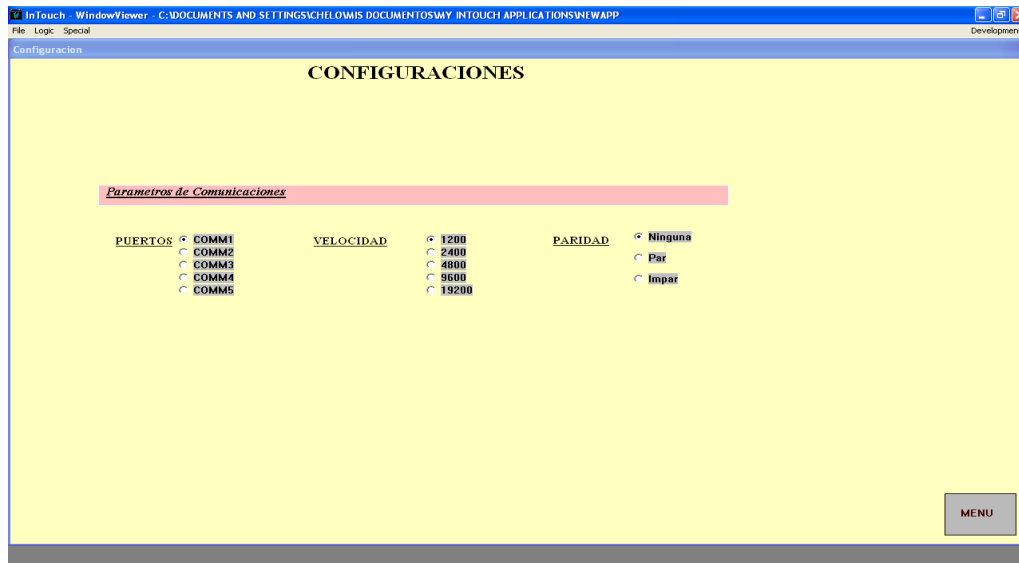 InTouch - WindowViewer - C:\DOCUMENTS AND SETTINGS\CHELO\MIS DOCUMENTOS\MY INTOUCH APPLICATIONS\NEWAPP
File Logic Special Development
Configuracion
CONFIGURACIONES
Parametros de Comunicaciones
PUERTOS
COMM1
COMM2
COMM3
COMM4
COMM5
VELOCIDAD
1200
2400
4800
9600
19200
PARIDAD
Ninguna
Par
Impar
MENU